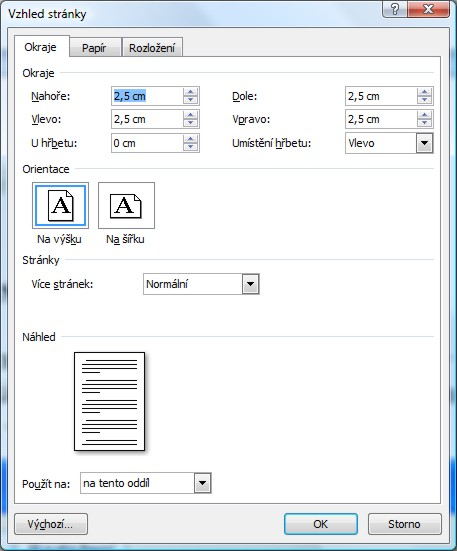 Vzhled stránky
Okraje Papír Rozložení
Okraje
Nahoře: 2,5 cm Dole: 2,5 cm
Vlevo: 2,5 cm Vpravo: 2,5 cm
U hřbetu: 0 cm Umístění hřbetu: Vlevo
Orientace
A A
Na výšku Na šířku
Stránky
Více stránek: Normální
Náhled
Použít na: na tento oddíl
Výchozí... OK Storno